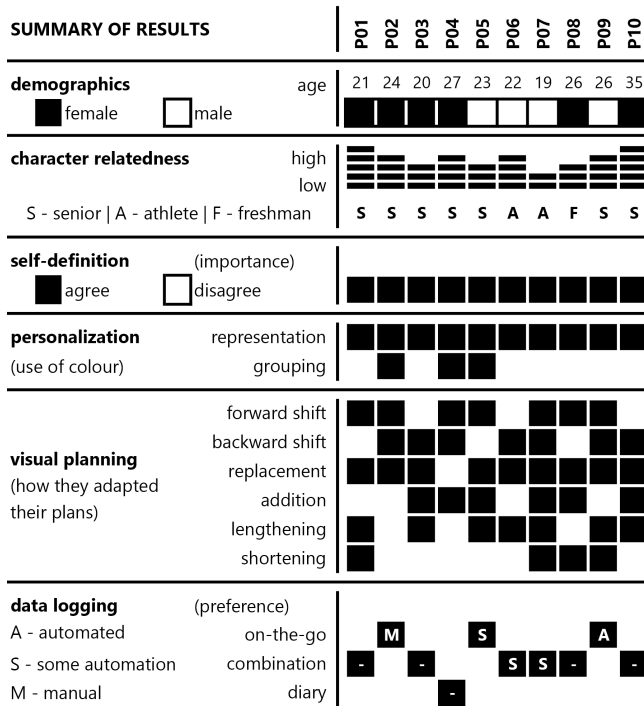 SUMMARY OF RESULTS P01 P02 P03 P04 P05 P06 P07 P08 P09 P10
demographics age 21 24 20 27 23 22 19 26 26 35
female male
character relatedness high
low
S - senior | A - athlete | F - freshman S S S S S A A F S S
self-definition (importance)
agree disagree
personalization representation
(use of colour) grouping
forward shift
backward shift
visual planning replacement
(how they adapted
their plans) addition
lengthening
shortening
data logging (preference)
A - automated on-the-go M S A
S - some automation combination - - S S - -
M - manual diary -